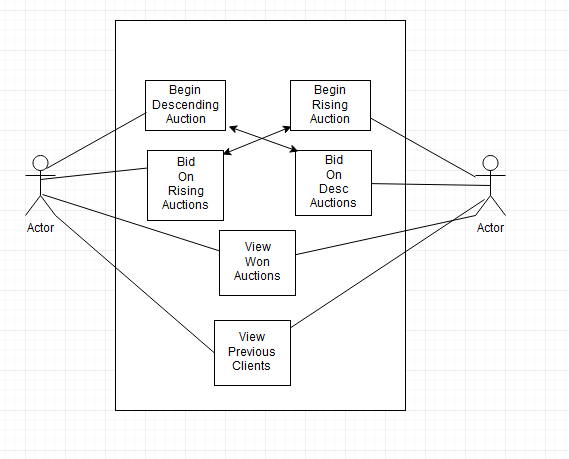 Begin
Descending
Auction
Begin
Rising
Auction
Bid
On
Rising
Auctions
Bid
On
Desc
Auctions
Actor
Actor
View
Won
Auctions
View
Previous
Clients